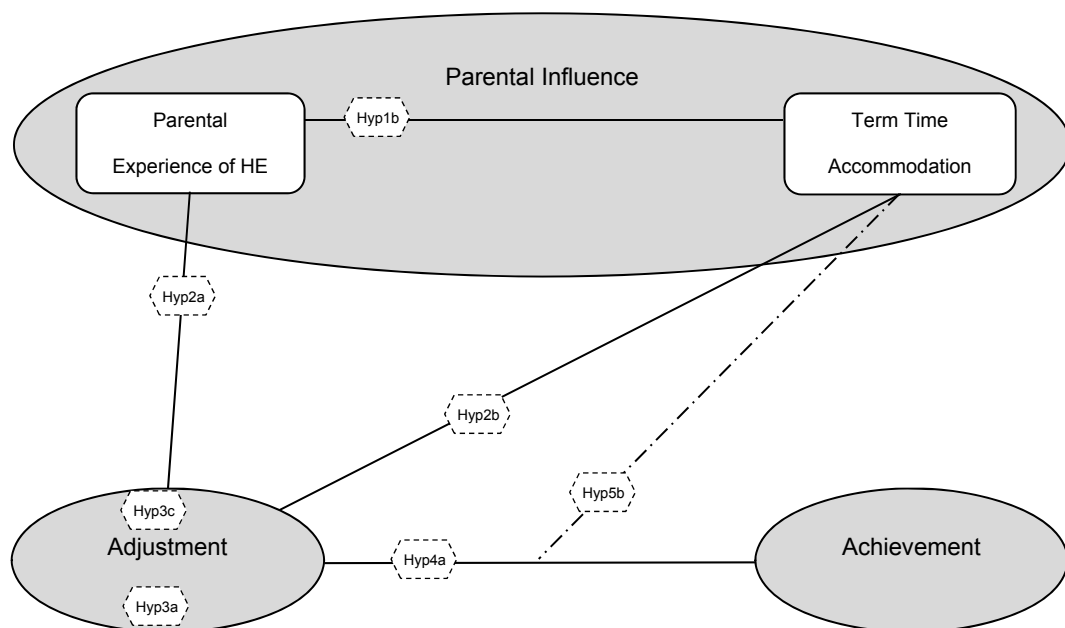 Parental Influence
Parental
Experience of HE
Hyp1b
Term Time
Accommodation
Hyp2a
Hyp2b
Hyp5b
Hyp3c
Adjustment
Hyp4a
Achievement
Hyp3a